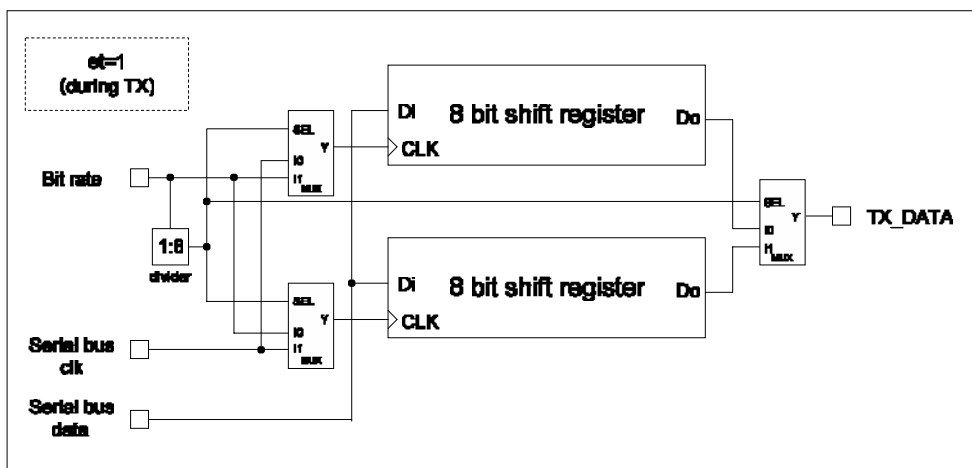 et=1
(during TX)
Bit rate
1:8
divider
Serial bus
clk
Serial bus
data
SEL
I0
I1
Y
MUX
SEL
I0
I1
Y
MUX
Di
8 bit shift register
Do
CLK
Di
8 bit shift register
Do
CLK
SEL
I0
I1
Y
MUX
TX_DATA